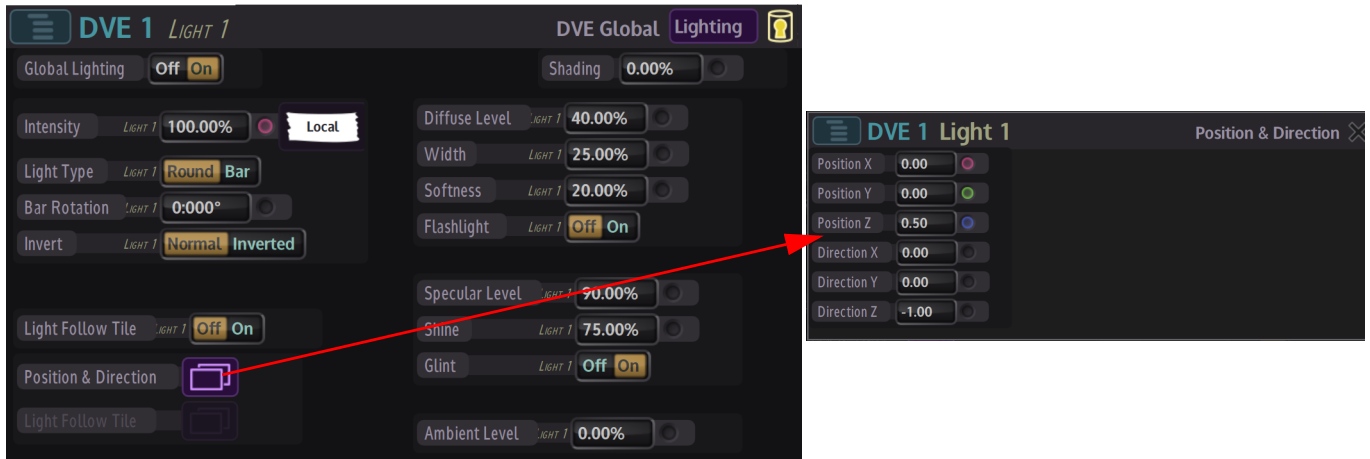 DVE 1 LIGHT 1 DVE Global Lighting
Global Lighting Off On Shading 0.00%
Intensity LIGHT 1 100.00% Local
Light Type LIGHT 1 Round Bar
Bar Rotation LIGHT 1 0:000°
Invert LIGHT 1 Normal Inverted
Light Follow Tile LIGHT 1 Off On
Position & Direction
Light Follow Tile
Diffuse Level LIGHT 1 40.00%
Width LIGHT 1 25.00%
Softness LIGHT 1 20.00%
Flashlight LIGHT 1 Off On
Specular Level LIGHT 1 90.00%
Shine LIGHT 1 75.00%
Glint LIGHT 1 Off On
Ambient Level LIGHT 1 0.00%
DVE 1 Light 1 Position & Direction
Position X 0.00
Position Y 0.00
Position Z 0.50
Direction X 0.00
Direction Y 0.00
Direction Z -1.00